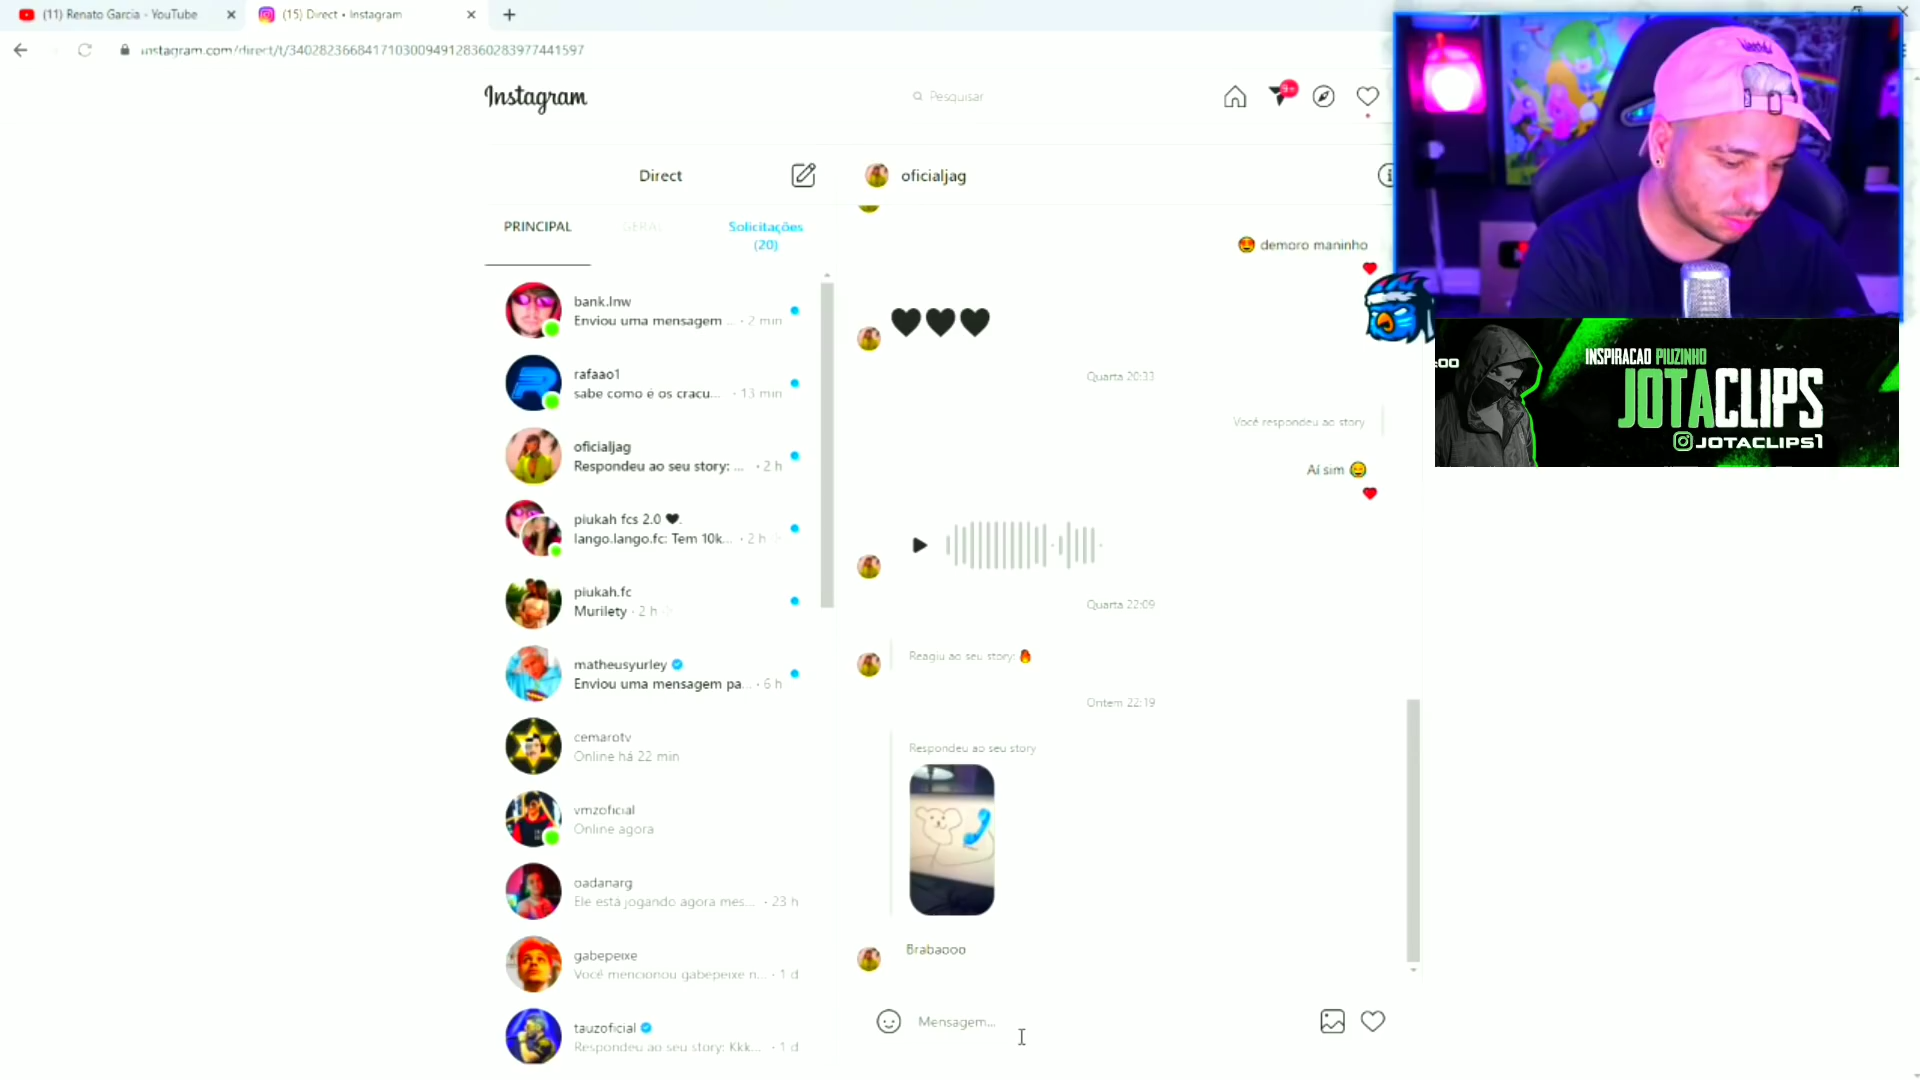 (11) Renato Garcia - YouTube
(15) Direct • Instagram
instagram.com/direct/t/340282366841710300949128360283977441597
Instagram
Pesquisar
9+
Direct
PRINCIPAL
GERAL
Solicitações
(20)
bank.lnw
Enviou uma mensagem ... · 2 min
rafaao1
sabe como é os cracu... · 13 min
oficialjag
Respondeu ao seu story: ... · 2 h
piukah fcs 2.0 🖤.
lango.lango.fc: Tem 10k... · 2 h
piukah.fc
Murilety · 2 h
matheusyurley
Enviou uma mensagem pa... · 6 h
cemarotv
Online há 22 min
vmzoficial
Online agora
oadanarg
Ele está jogando agora mes... · 23 h
gabepeixe
Você mencionou gabepeixe n... · 1 d
tauzoficial
Respondeu ao seu story: Kkk... · 1 d
oficialjag
😍 demoro maninho
❤️
🖤🖤🖤
Quarta 20:33
Você respondeu ao story
Aí sim 😄
❤️
Quarta 22:09
Reagiu ao seu story: 🔥
Ontem 22:19
Respondeu ao seu story
Brabaooo
Mensagem...
:00
INSPIRACAO PIUZINHO
JOTACLIPS
JOTACLIPS1